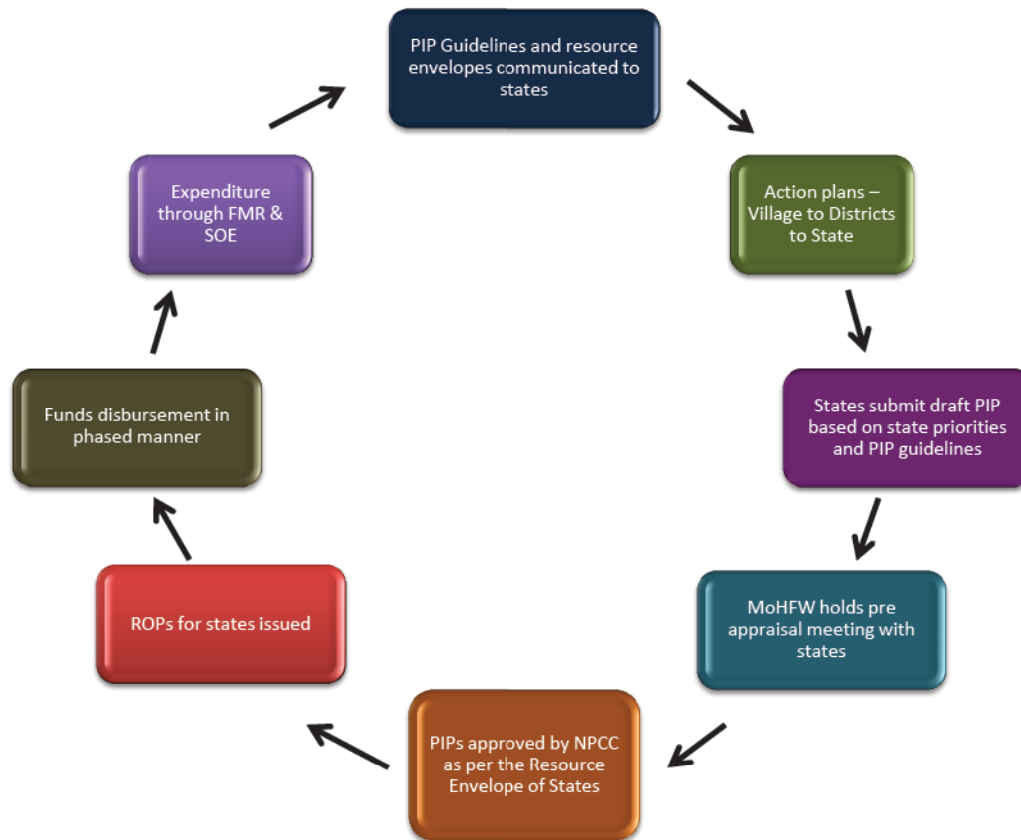 PIP Guidelines and resource
envelopes communicated to
states
Action plans –
Village to Districts
to State
States submit draft PIP
based on state priorities
and PIP guidelines
MoHFW holds pre
appraisal meeting with
states
PIPs approved by NPCC
as per the Resource
Envelope of States
ROPs for states issued
Funds disbursement in
phased manner
Expenditure
through FMR &
SOE